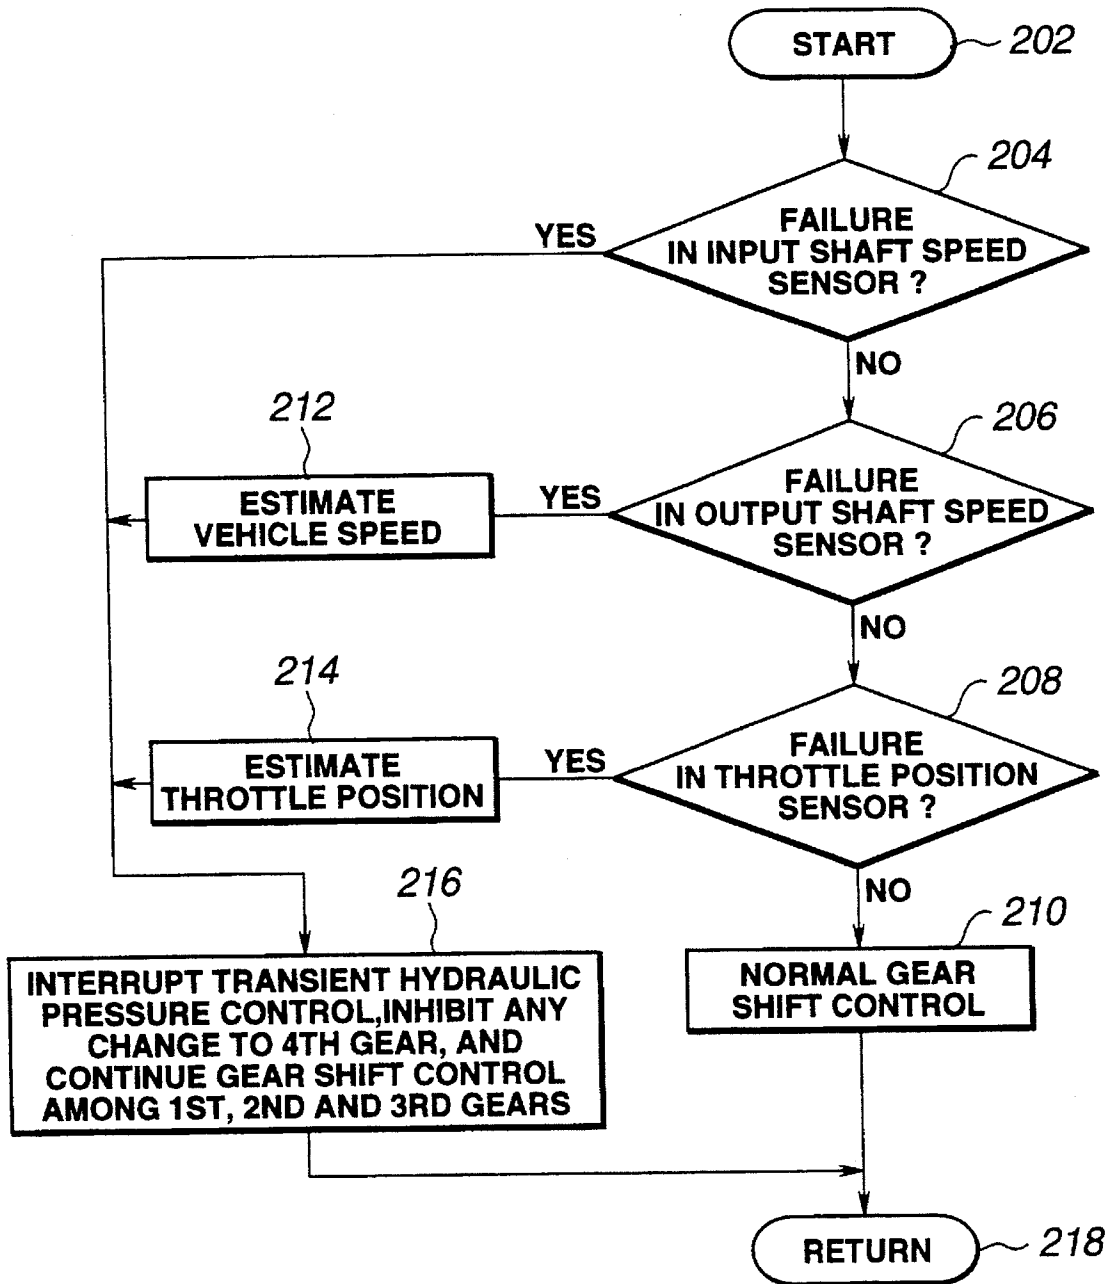 START
202
204
FAILURE
IN INPUT SHAFT SPEED
SENSOR ?
YES
NO
206
FAILURE
IN OUTPUT SHAFT SPEED
SENSOR ?
YES
212
ESTIMATE
VEHICLE SPEED
NO
208
FAILURE
IN THROTTLE POSITION
SENSOR ?
YES
214
ESTIMATE
THROTTLE POSITION
NO
216
INTERRUPT TRANSIENT HYDRAULIC
PRESSURE CONTROL,INHIBIT ANY
CHANGE TO 4TH GEAR, AND
CONTINUE GEAR SHIFT CONTROL
AMONG 1ST, 2ND AND 3RD GEARS
210
NORMAL GEAR
SHIFT CONTROL
RETURN
218